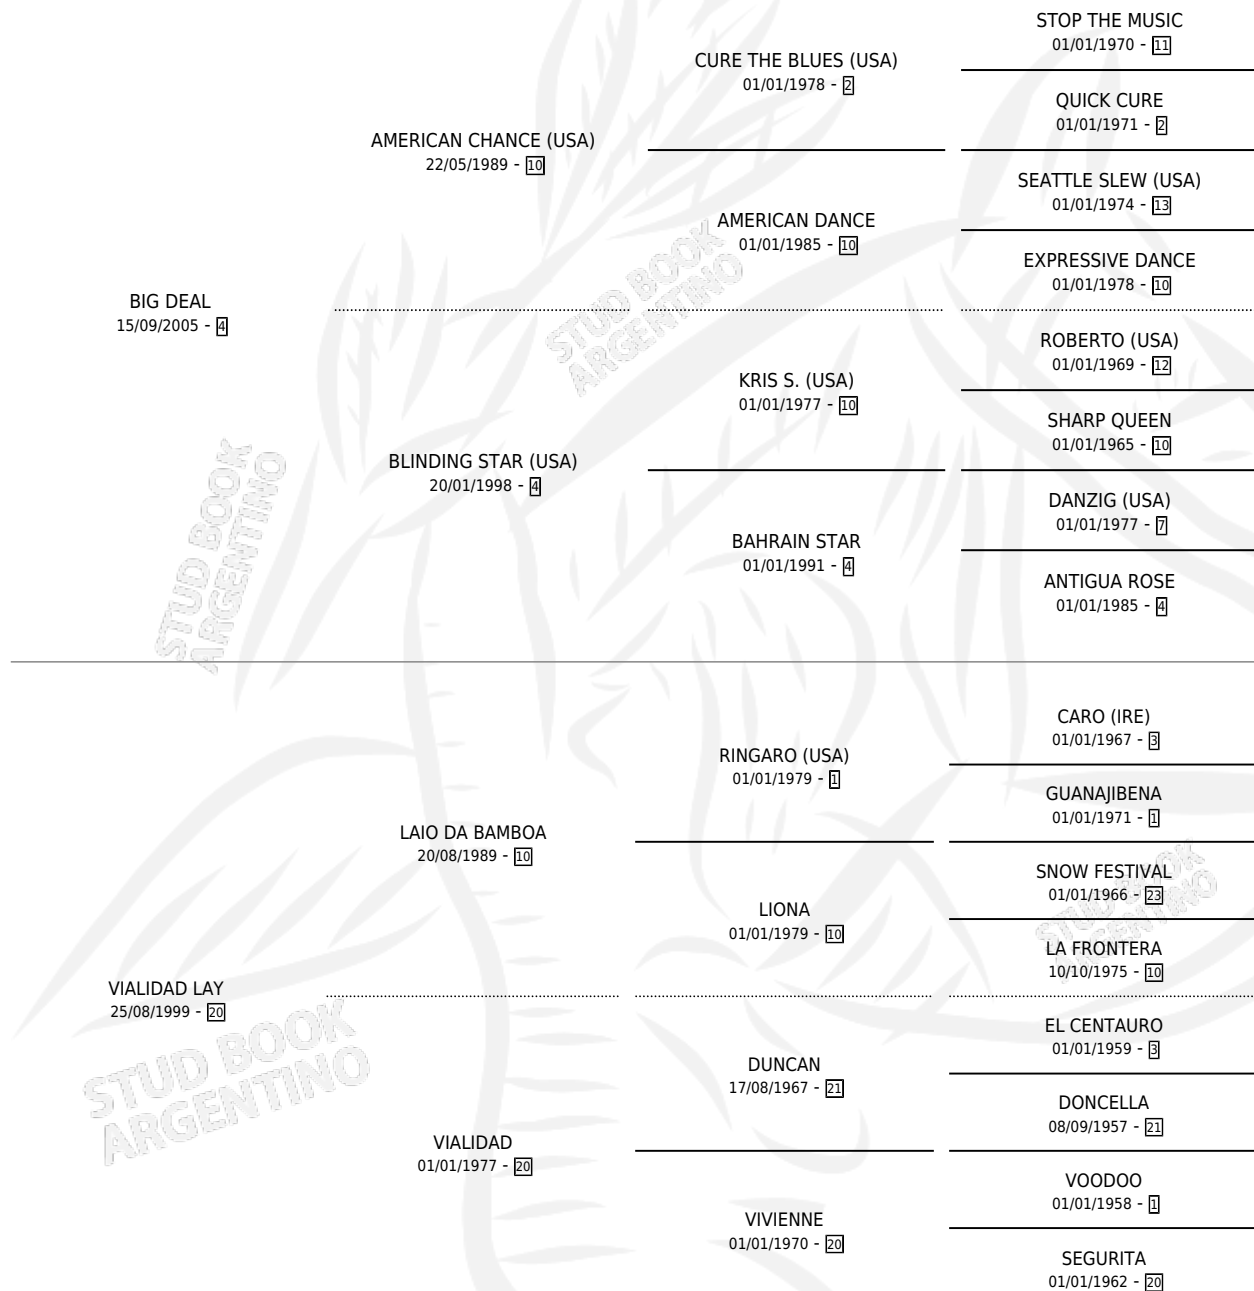 STOP THE MUSIC
01/01/1970 - 11
CURE THE BLUES (USA)
01/01/1978 - 2
QUICK CURE
01/01/1971 - 2
AMERICAN CHANCE (USA)
22/05/1989 - 10
SEATTLE SLEW (USA)
01/01/1974 - 13
AMERICAN DANCE
01/01/1985 - 10
EXPRESSIVE DANCE
01/01/1978 - 10
BIG DEAL
15/09/2005 - 4
ROBERTO (USA)
01/01/1969 - 12
KRIS S. (USA)
01/01/1977 - 10
SHARP QUEEN
01/01/1965 - 10
BLINDING STAR (USA)
20/01/1998 - 4
DANZIG (USA)
01/01/1977 - 7
BAHRAIN STAR
01/01/1991 - 4
ANTIGUA ROSE
01/01/1985 - 4
CARO (IRE)
01/01/1967 - 3
RINGARO (USA)
01/01/1979 - 1
GUANAJIBENA
01/01/1971 - 1
LAIO DA BAMBOA
20/08/1989 - 10
SNOW FESTIVAL
01/01/1966 - 23
LIONA
01/01/1979 - 10
LA FRONTERA
10/10/1975 - 10
VIALIDAD LAY
25/08/1999 - 20
EL CENTAURO
01/01/1959 - 3
DUNCAN
17/08/1967 - 21
DONCELLA
08/09/1957 - 21
VIALIDAD
01/01/1977 - 20
VOODOO
01/01/1958 - 1
VIVIENNE
01/01/1970 - 20
SEGURITA
01/01/1962 - 20
STUD BOOK
ARGENTINO
STUD BOOK
ARGENTINO
STUD BOOK
ARGENTINO
STUD BOOK
ARGENTINO